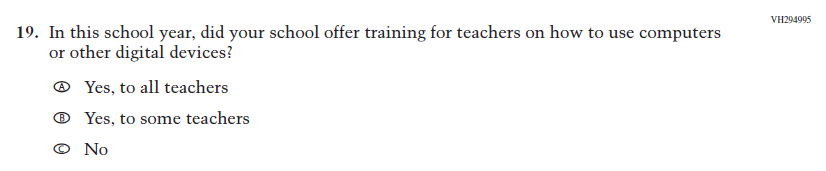 VH294995
19. In this school year, did your school offer training for teachers on how to use computers
or other digital devices?
A Yes, to all teachers
B Yes, to some teachers
C No